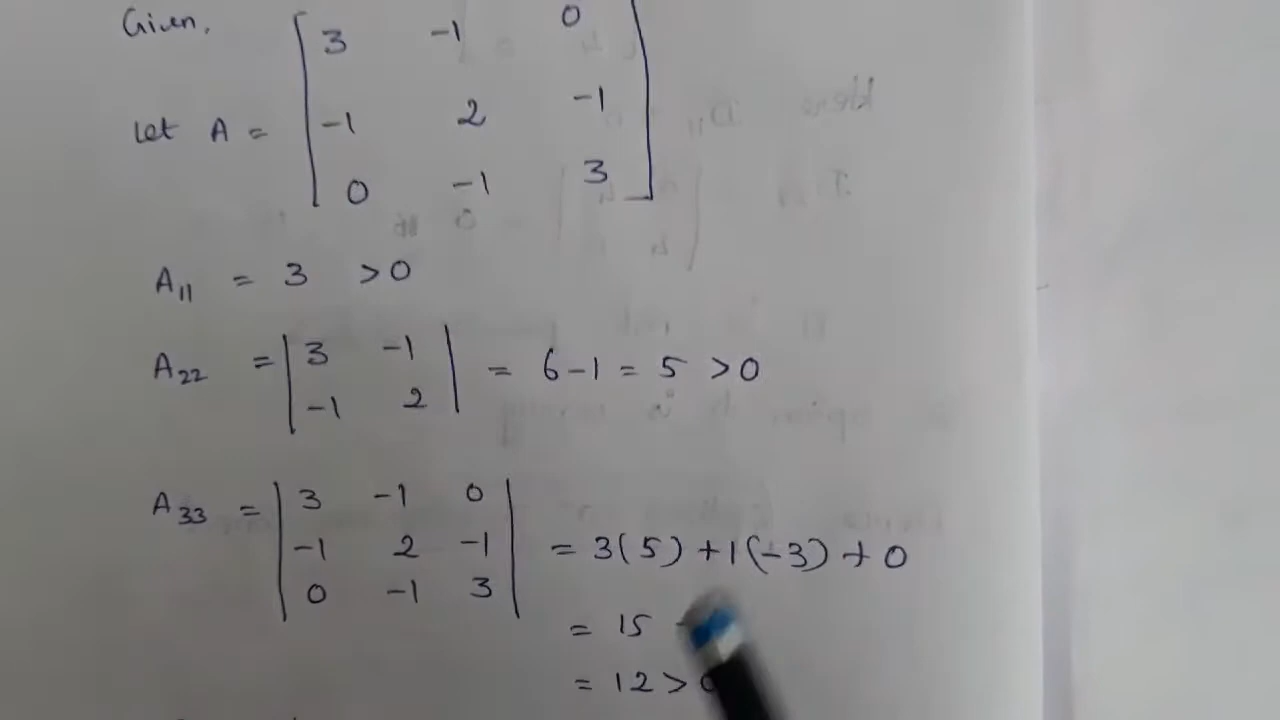 Given,
Let A = [ 3 -1 0
-1 2 -1
0 -1 3 ]
A11 = 3 >0
A22 = | 3 -1 | = 6-1 = 5 >0
| -1 2 |
A33 = | 3 -1 0 |
| -1 2 -1 | = 3(5) +1(-3) + 0
| 0 -1 3 |
= 15
= 12 >